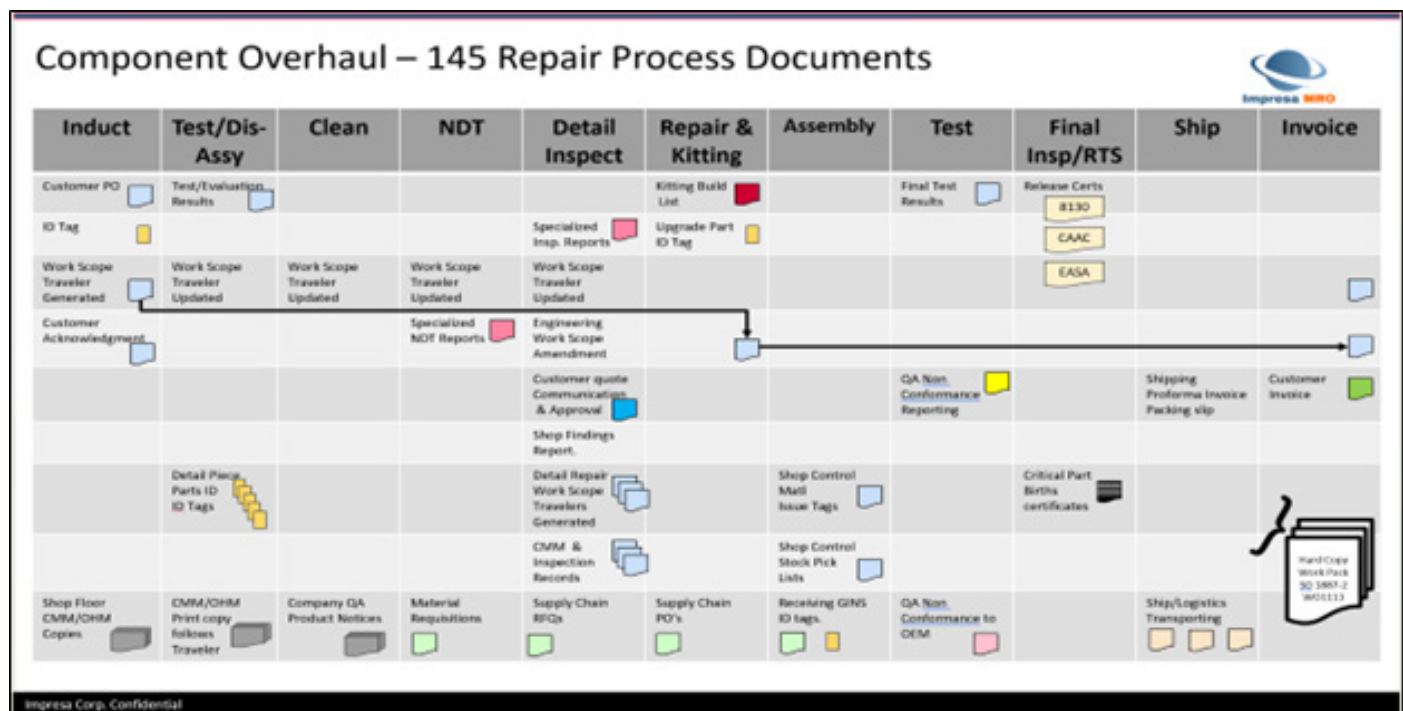 Component Overhaul – 145 Repair Process Documents
Impresa MRO
Induct
Test/Dis-
Assy
Clean
NDT
Detail
Inspect
Repair &
Kitting
Assembly
Test
Final
Insp/RTS
Ship
Invoice
Customer PO
Test/Evaluation
Results
Kitting Build
List
Final Test
Results
Release Certs
8130
ID Tag
Specialized
Insp. Reports
Upgrade Part
ID Tag
CAAC
Work Scope
Traveler
Generated
Work Scope
Traveler
Updated
Work Scope
Traveler
Updated
Work Scope
Traveler
Updated
Work Scope
Traveler
Updated
EASA
Customer
Acknowledgment
Specialized
NDT Reports
Engineering
Work Scope
Amendment
Customer quote
Communication
& Approval
QA Non
Conformance
Reporting
Shipping
Proforma Invoice
Packing slip
Customer
Invoice
Shop Findings
Report.
Detail Piece
Parts ID
ID Tags
Detail Repair
Work Scope
Travelers
Generated
Shop Control
Matl
Issue Tags
Critical Part
Births
certificates
CMM &
Inspection
Records
Shop Control
Stock Pick
Lists
Hard Copy
Work Pack
SO 3887-2
WO1113
Shop Floor
CMM/OHM
Copies
CMM/OHM
Print copy
follows
Traveler
Company QA
Product Notices
Material
Requisitions
Supply Chain
RFQs
Supply Chain
PO's
Receiving GINS
ID tags.
QA Non
Conformance to
OEM
Ship/Logistics
Transporting
Impresa Corp. Confidential